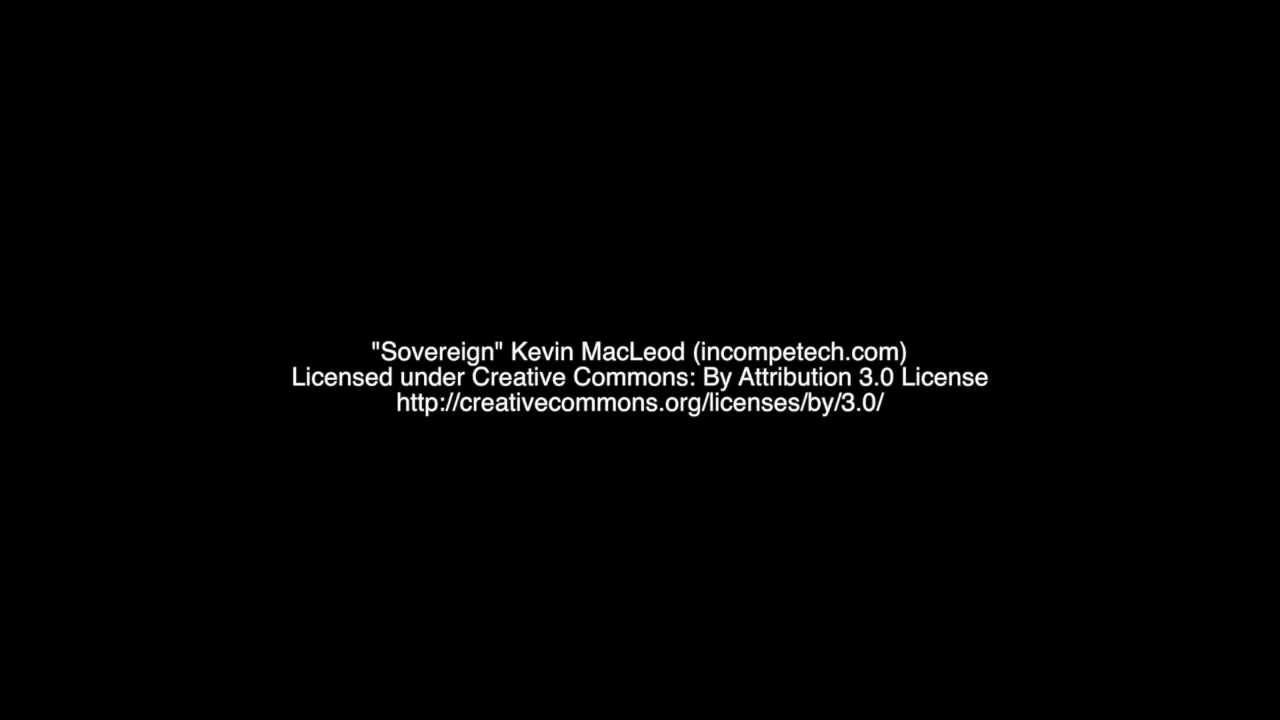 "Sovereign" Kevin MacLeod (incompetech.com)
Licensed under Creative Commons: By Attribution 3.0 License
http://creativecommons.org/licenses/by/3.0/